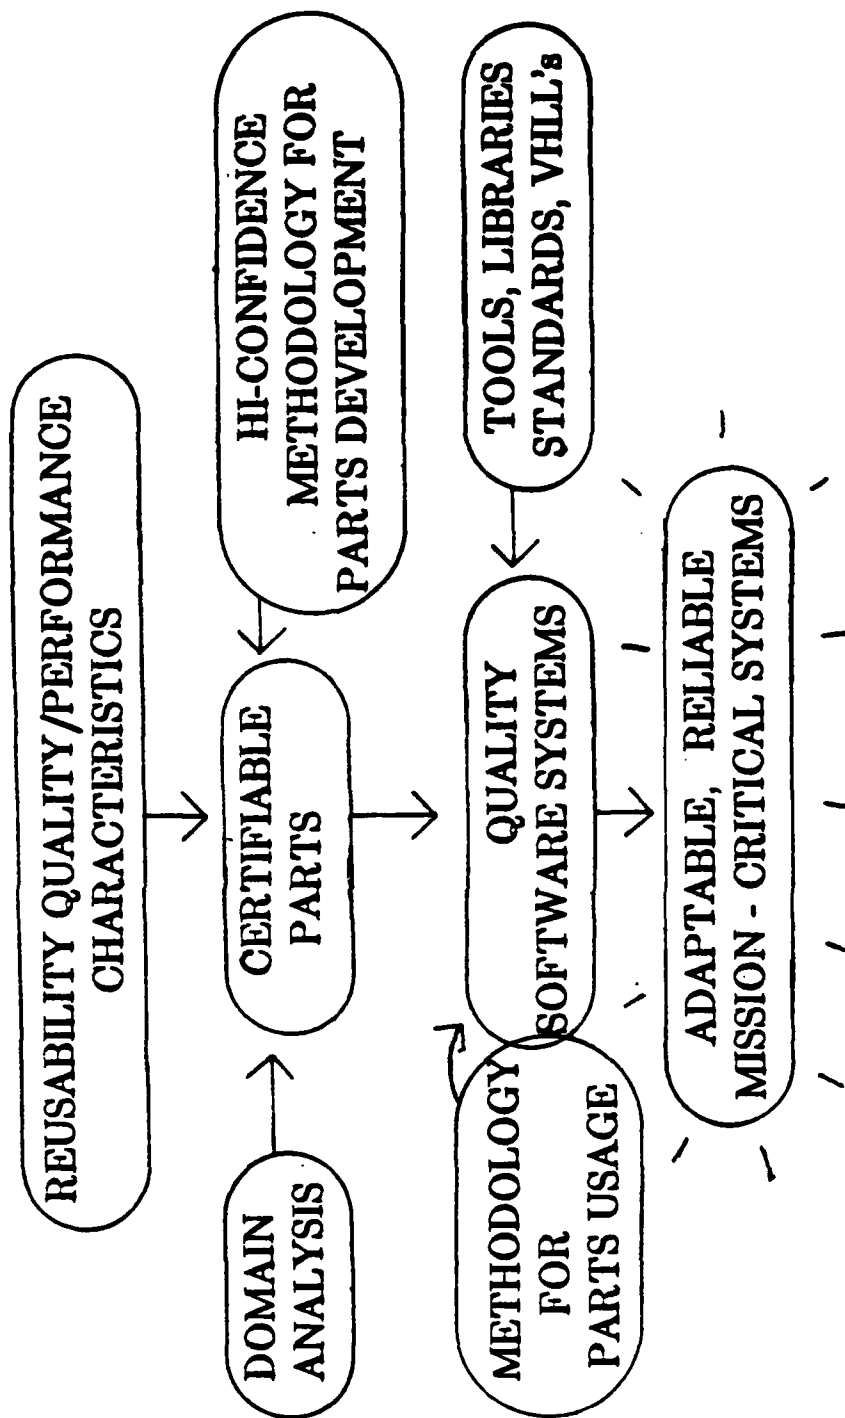 REUSABILITY QUALITY/PERFORMANCE
CHARACTERISTICS
DOMAIN
ANALYSIS
CERTIFIABLE
PARTS
HI-CONFIDENCE
METHODOLOGY FOR
PARTS DEVELOPMENT
METHODOLOGY
FOR
PARTS USAGE
QUALITY
SOFTWARE SYSTEMS
TOOLS, LIBRARIES
STANDARDS, VHLL's
ADAPTABLE, RELIABLE
MISSION - CRITICAL SYSTEMS